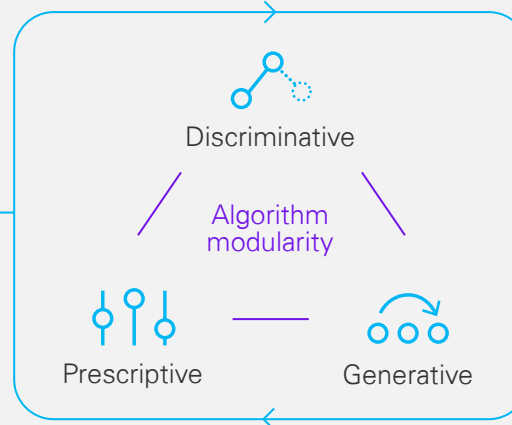 Discriminative
Algorithm
modularity
Prescriptive
Generative